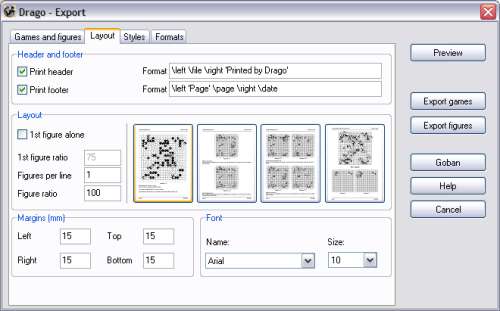 Drago - Export
Games and figures Layout Styles Formats
Header and footer
Print header Format \left \file \right 'Printed by Drago'
Print footer Format \left 'Page' \page \right \date
Layout
1st figure alone
1st figure ratio 75
Figures per line 1
Figure ratio 100
Margins (mm)
Left 15 Top 15
Right 15 Bottom 15
Font
Name: Size:
Arial 10
Preview
Export games
Export figures
Goban
Help
Cancel